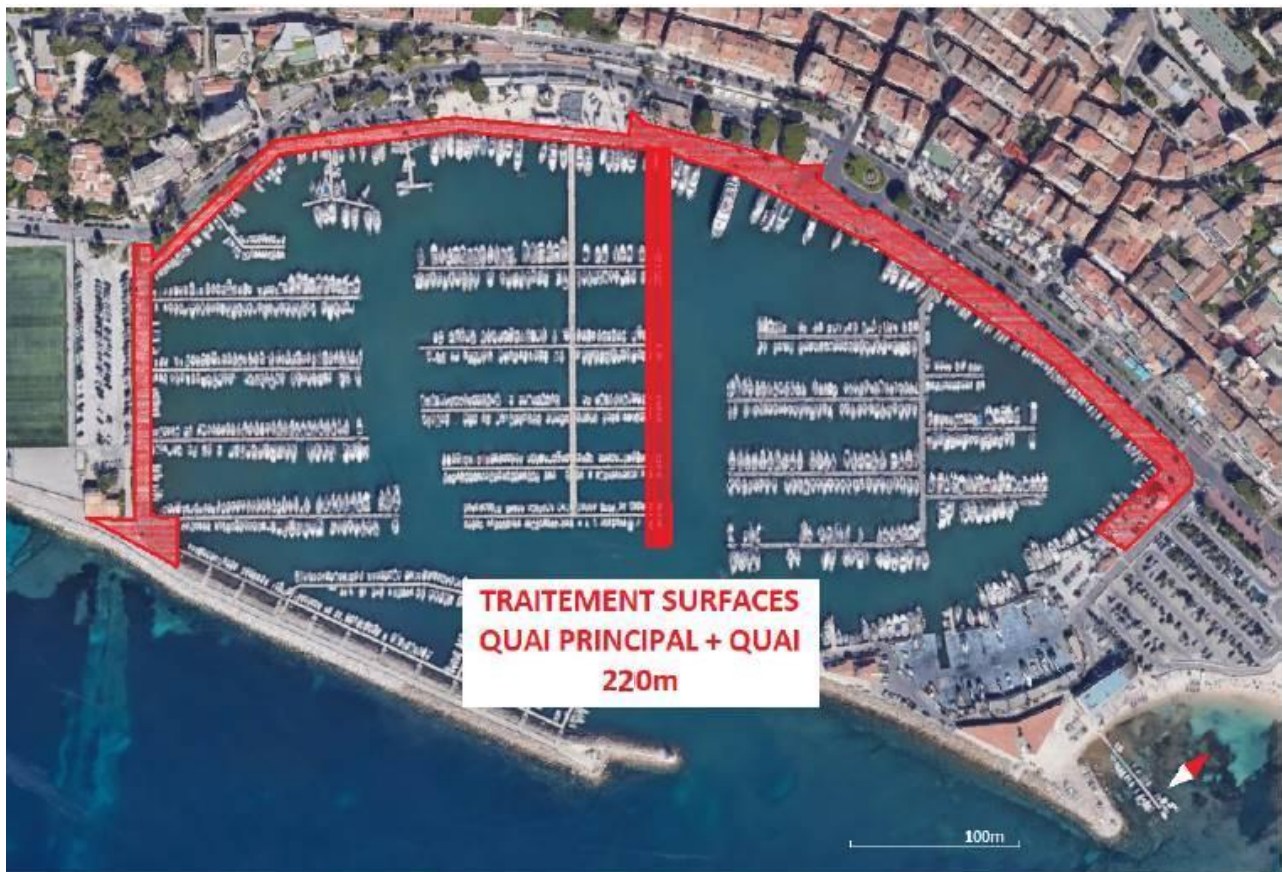 TRAITEMENT SURFACES
QUAI PRINCIPAL + QUAI
220m
100m